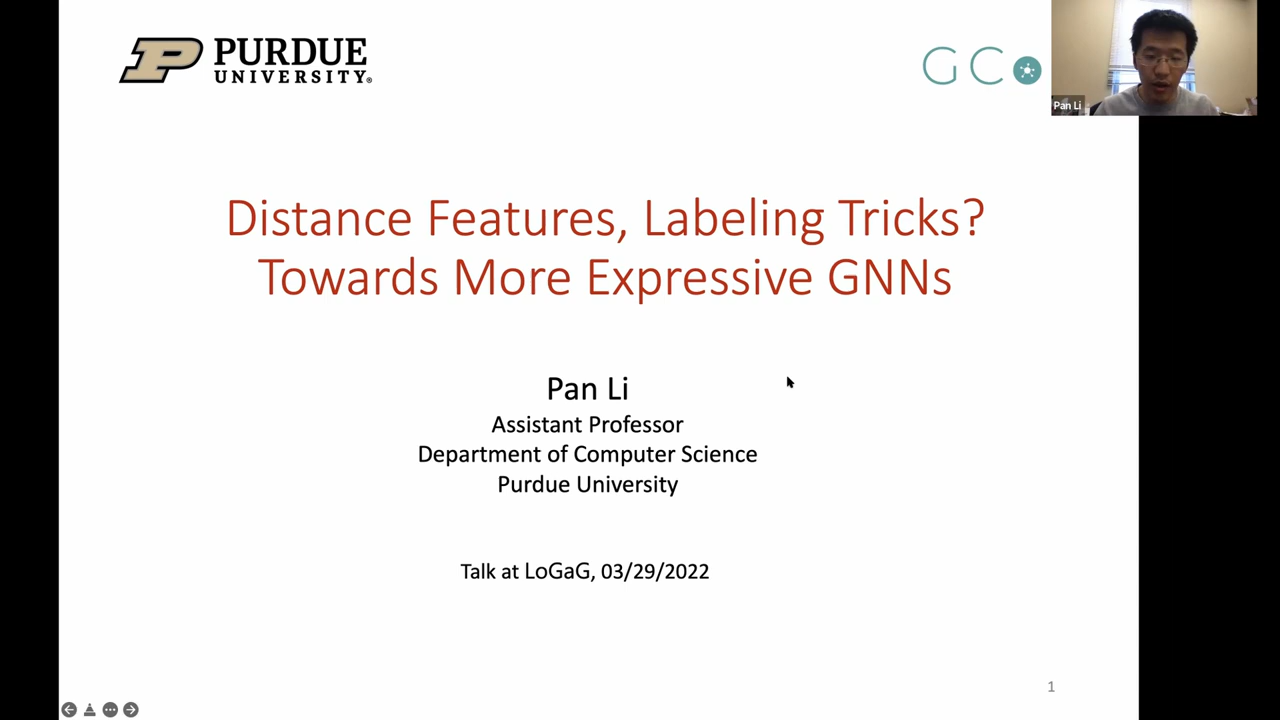 PURDUE
UNIVERSITY®
GC
Pan Li
Distance Features, Labeling Tricks?
Towards More Expressive GNNs
Pan Li
Assistant Professor
Department of Computer Science
Purdue University
Talk at LoGaG, 03/29/2022
1